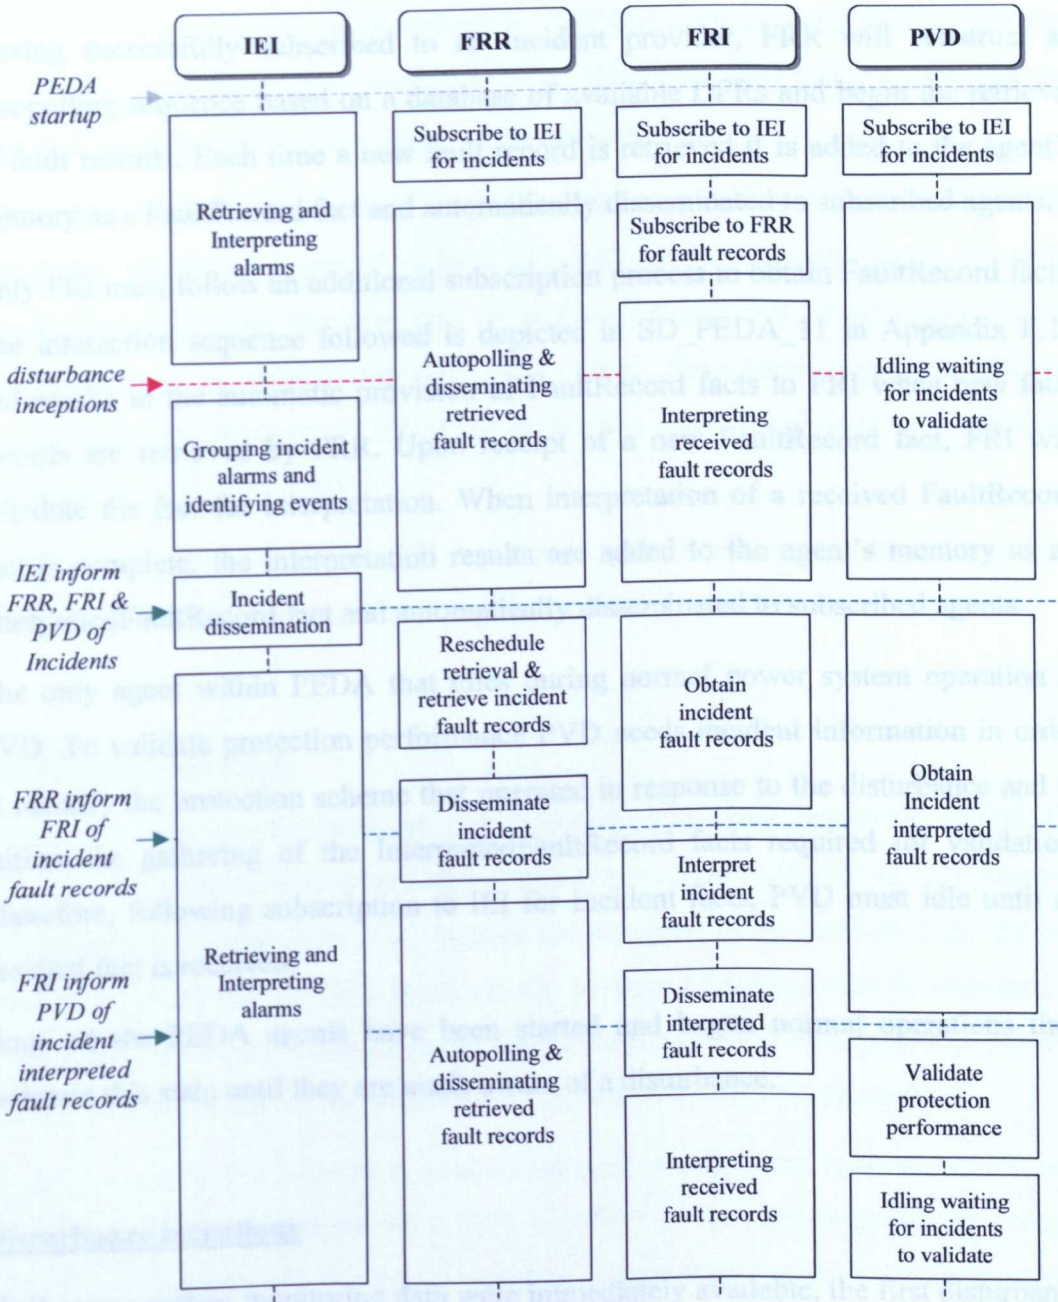 IEI
FRR
FRI
PVD
PEDA
startup
Subscribe to IEI
for incidents
Subscribe to IEI
for incidents
Subscribe to IEI
for incidents
Retrieving and
Interpreting
alarms
Subscribe to FRR
for fault records
disturbance
inceptions
Autopolling &
disseminating
retrieved
fault records
Interpreting
received
fault records
Idling waiting
for incidents
to validate
Grouping incident
alarms and
identifying events
IEI inform
FRR, FRI &
PVD of
Incidents
Incident
dissemination
Reschedule
retrieval &
retrieve incident
fault records
Obtain
incident
fault records
Obtain
Incident
interpreted
fault records
FRR inform
FRI of
incident
fault records
Disseminate
incident
fault records
Interpret
incident
fault records
Retrieving and
Interpreting
alarms
FRI inform
PVD of
incident
interpreted
fault records
Disseminate
interpreted
fault records
Autopolling &
disseminating
retrieved
fault records
Validate
protection
performance
Interpreting
received
fault records
Idling waiting
for incidents
to validate